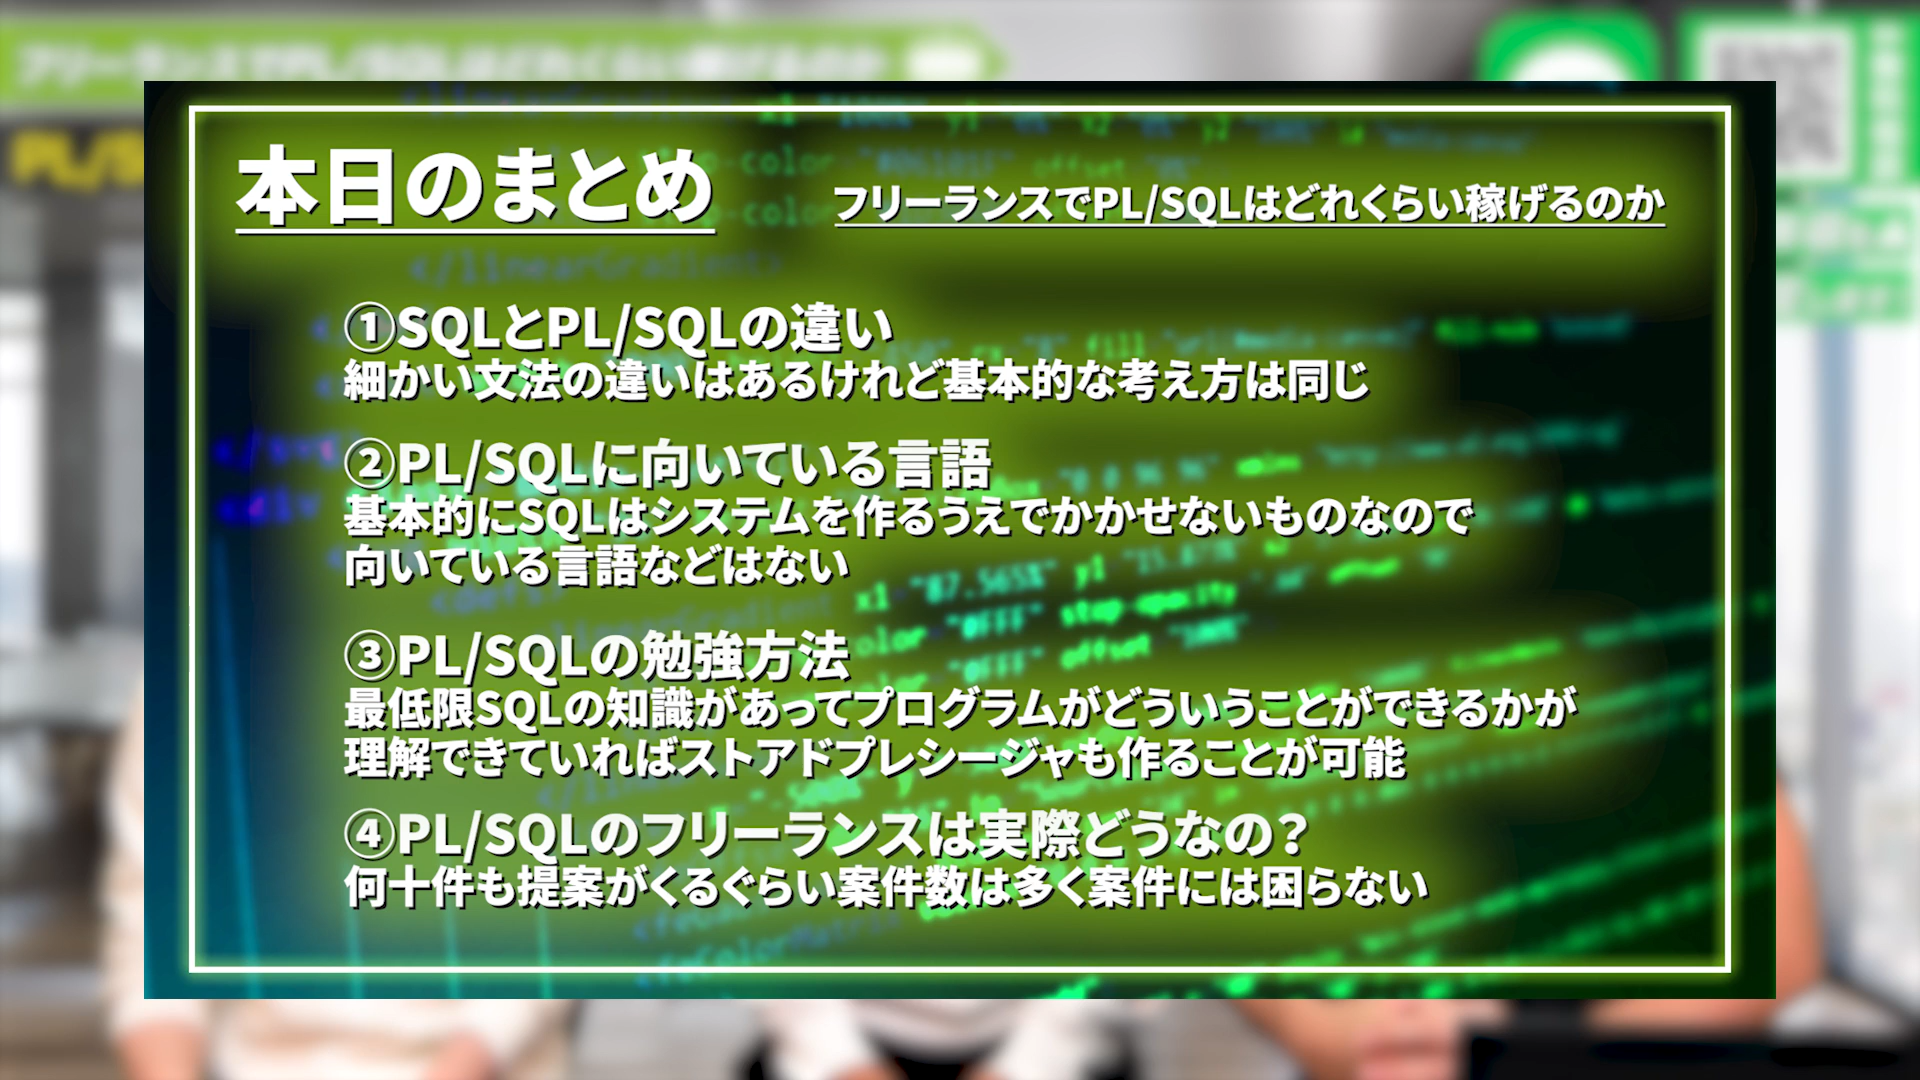 本日のまとめ
フリーランスでPL/SQLはどれくらい稼げるのか
①SQLとPL/SQLの違い
細かい文法の違いはあるけれど基本的な考え方は同じ
②PL/SQLに向いている言語
基本的にSQLはシステムを作るうえでかかせないものなので
向いている言語などはない
③PL/SQLの勉強方法
最低限SQLの知識があってプログラムがどういうことができるかが
理解できていればストアドプレシージャも作ることが可能
④PL/SQLのフリーランスは実際どうなの？
何十件も提案がくるぐらい案件数は多く案件には困らない